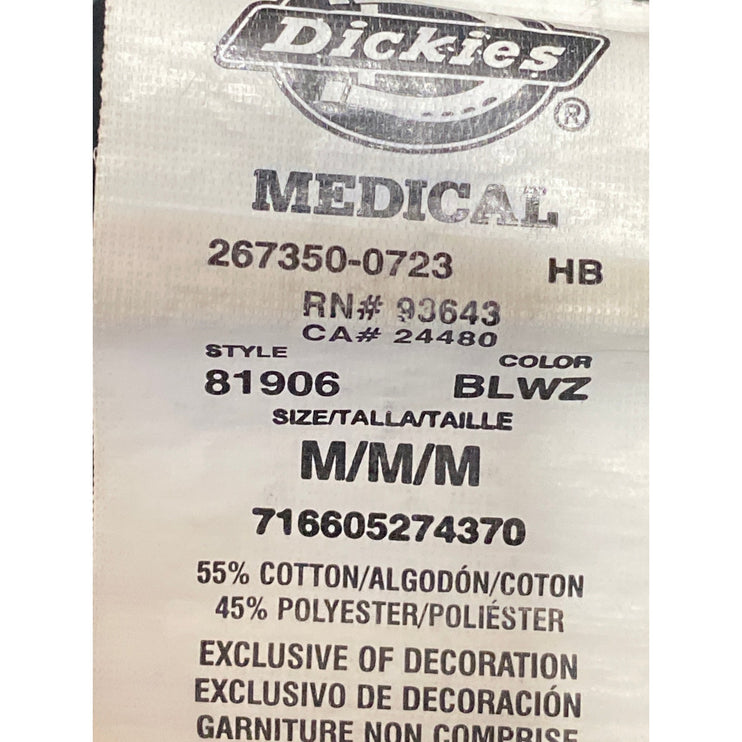 Dickies
®
MEDICAL
267350-0723 HB
RN# 93643
CA# 24480
STYLE COLOR
81906 BLWZ
SIZE/TALLA/TAILLE
M/M/M
716605274370
55% COTTON/ALGODÓN/COTON
45% POLYESTER/POLIÉSTER
EXCLUSIVE OF DECORATION
EXCLUSIVO DE DECORACIÓN
GARNITURE NON COMPRISE